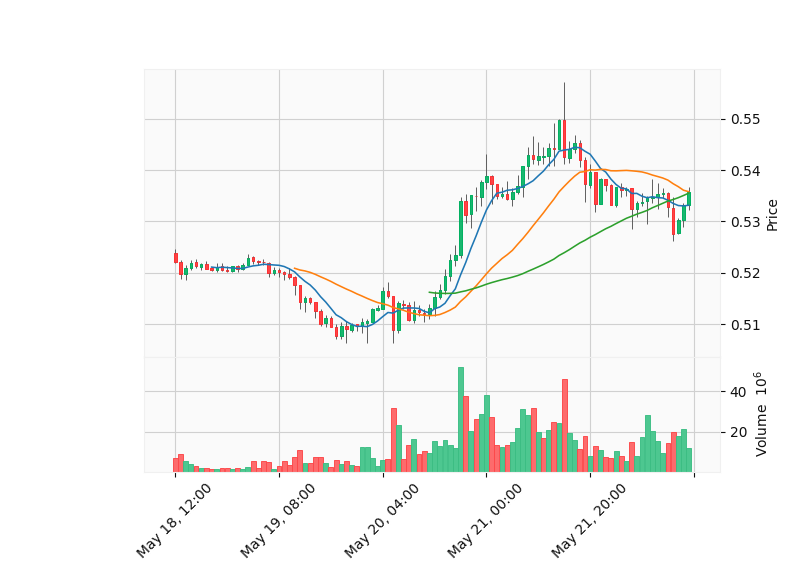 0.55
0.54
0.53
0.52
0.51
Price
40
20
Volume 10^6
May 18, 12:00
May 19, 08:00
May 20, 04:00
May 21, 00:00
May 21, 20:00